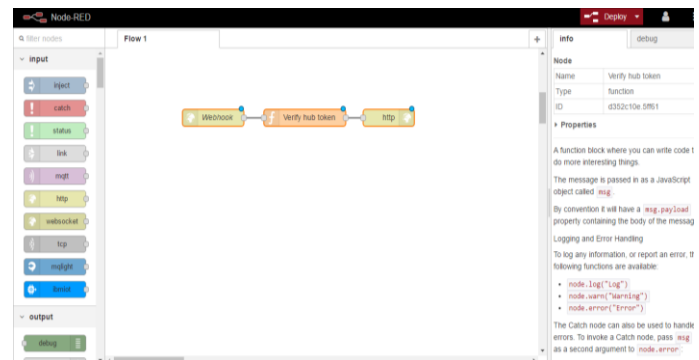 Node-RED
Deploy
filter nodes
Flow 1
+
info
debug
input
inject
catch
status
link
mqtt
http
websocket
tcp
mqlight
ibmiot
output
debug
Webhook
Verify hub token
http
Node
Name Verify hub token
Type function
ID d352c10e.5ff61
Properties
A function block where you can write code t
do more interesting things.
The message is passed in as a JavaScript
object called msg.
By convention it will have a msg.payload
property containing the body of the messag
Logging and Error Handling
To log any information, or report an error, th
following functions are available:
node.log("Log")
node.warn("Warning")
node.error("Error")
The Catch node can also be used to handle
errors. To invoke a Catch node, pass msg
as a second argument to node.error